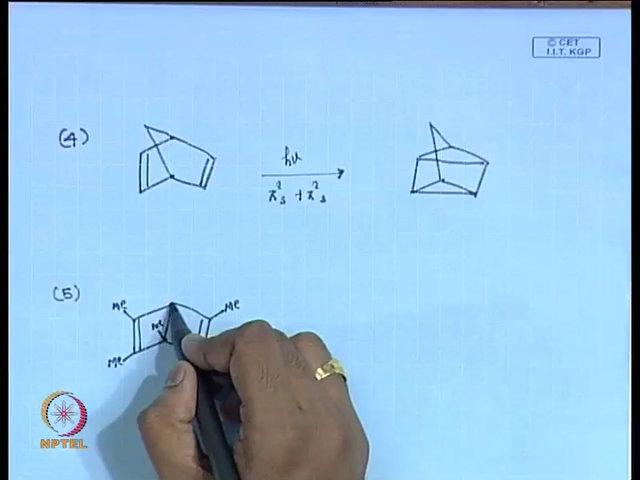 © CET
I.I.T. KGP
(4)
hν
π²s + π²s
(5)
Me
Me
Me
Me
NPTEL